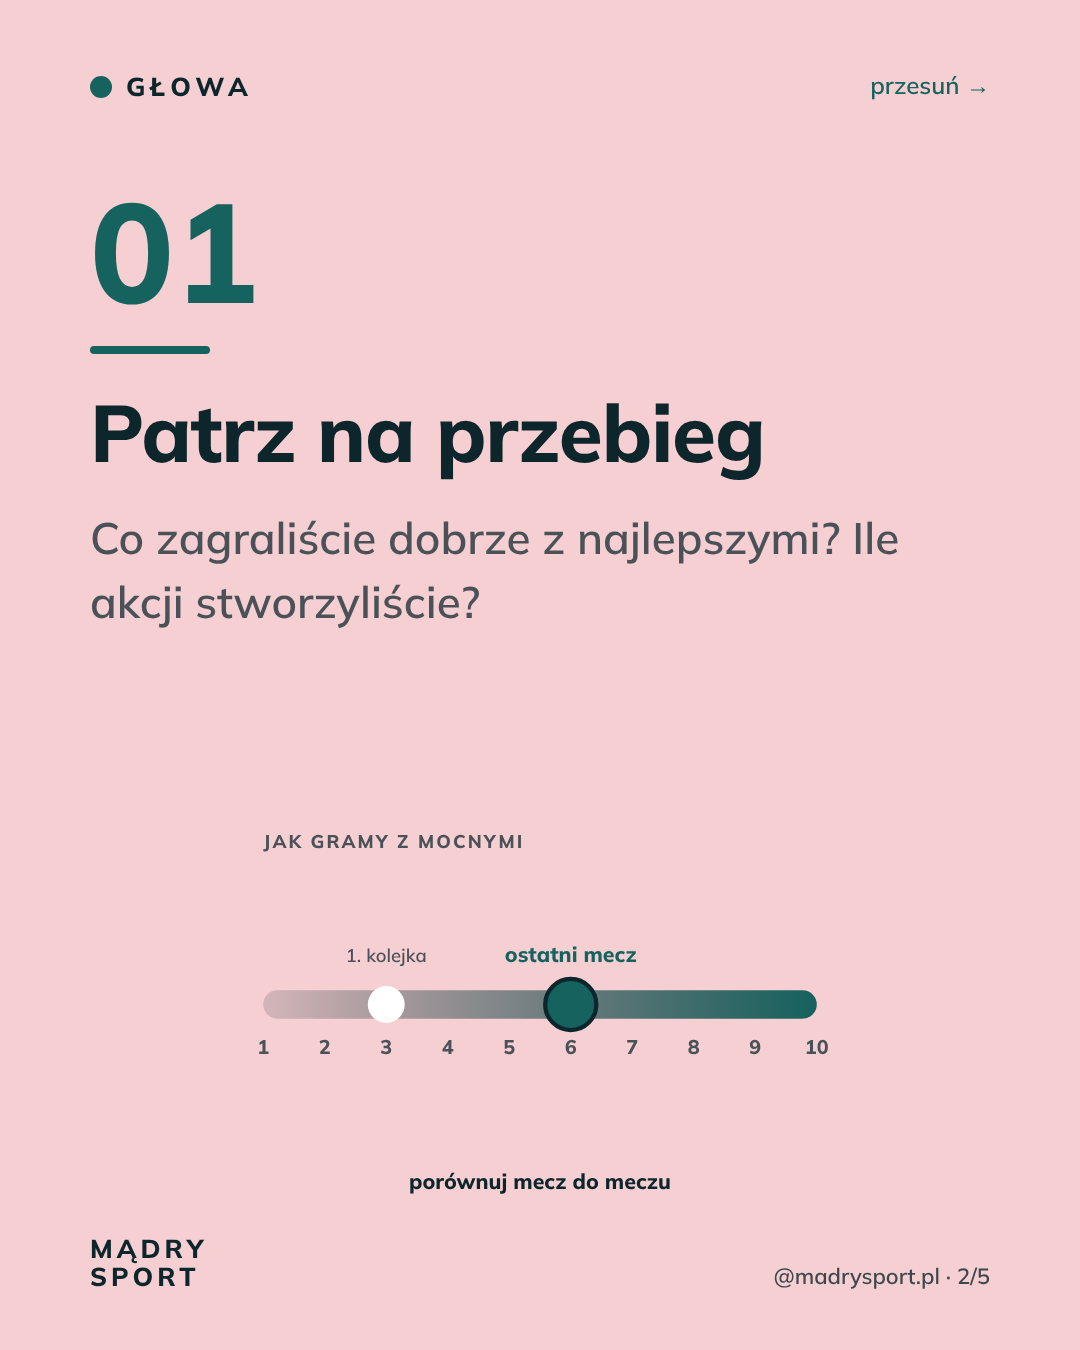 GŁOWA
przesuń →
01
Patrz na przebieg
Co zagraliście dobrze z najlepszymi? Ile
akcji stworzyliście?
JAK GRAMY Z MOCNYMI
1. kolejka
ostatni mecz
1 2 3 4 5 6 7 8 9 10
porównuj mecz do meczu
MĄDRY
SPORT
@madrysport.pl · 2/5